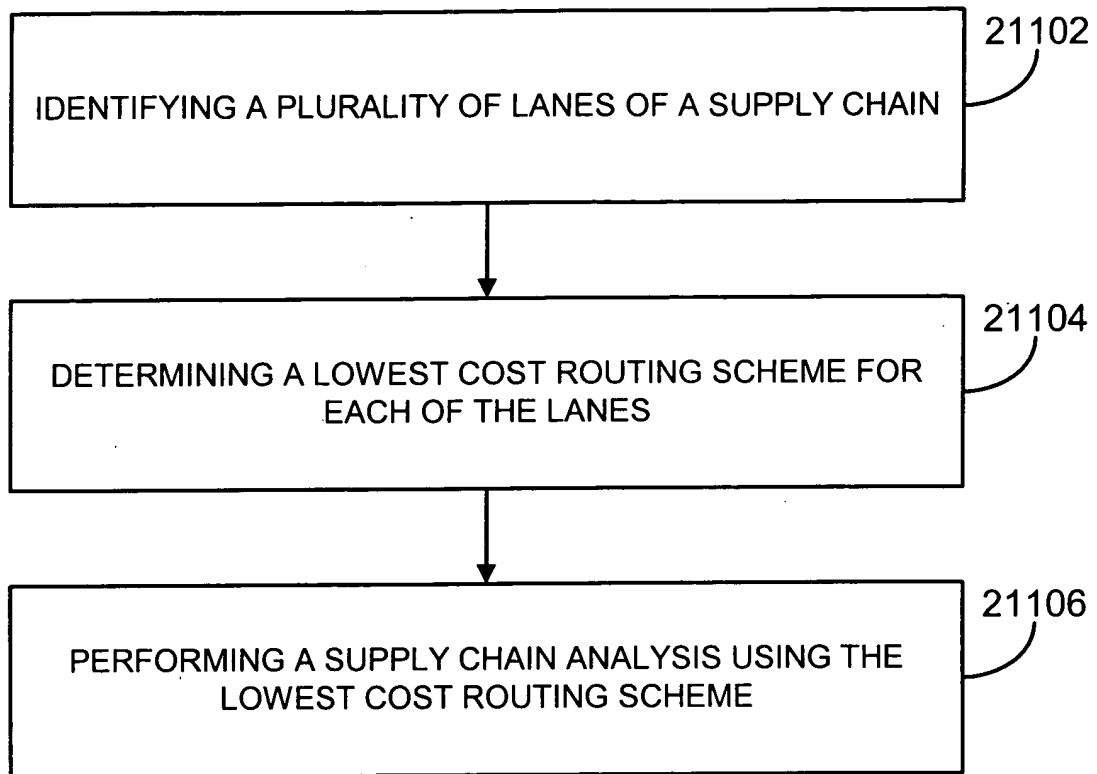 21102
IDENTIFYING A PLURALITY OF LANES OF A SUPPLY CHAIN
21104
DETERMINING A LOWEST COST ROUTING SCHEME FOR
EACH OF THE LANES
21106
PERFORMING A SUPPLY CHAIN ANALYSIS USING THE
LOWEST COST ROUTING SCHEME